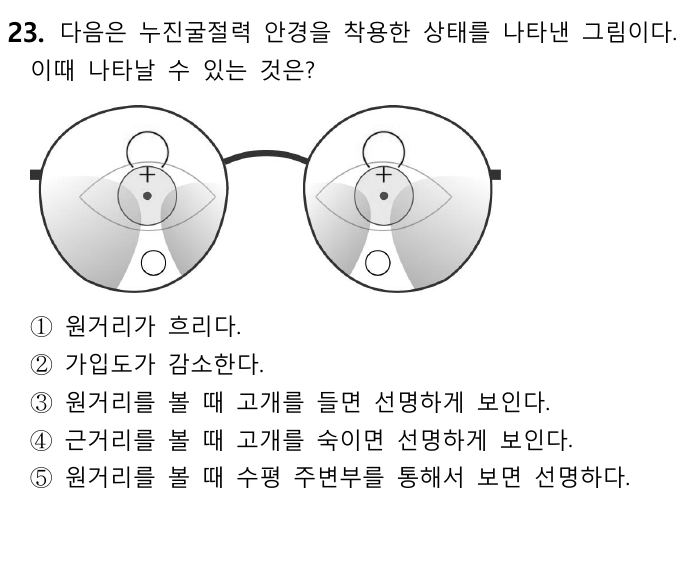 23. 다음은 누진굴절력 안경을 착용한 상태를 나타낸 그림이다.
이때 나타날 수 있는 것은?
① 원거리가 흐리다.
② 가입도가 감소한다.
③ 원거리를 볼 때 고개를 들면 선명하게 보인다.
④ 근거리를 볼 때 고개를 숙이면 선명하게 보인다.
⑤ 원거리를 볼 때 수평 주변부를 통해서 보면 선명하다.